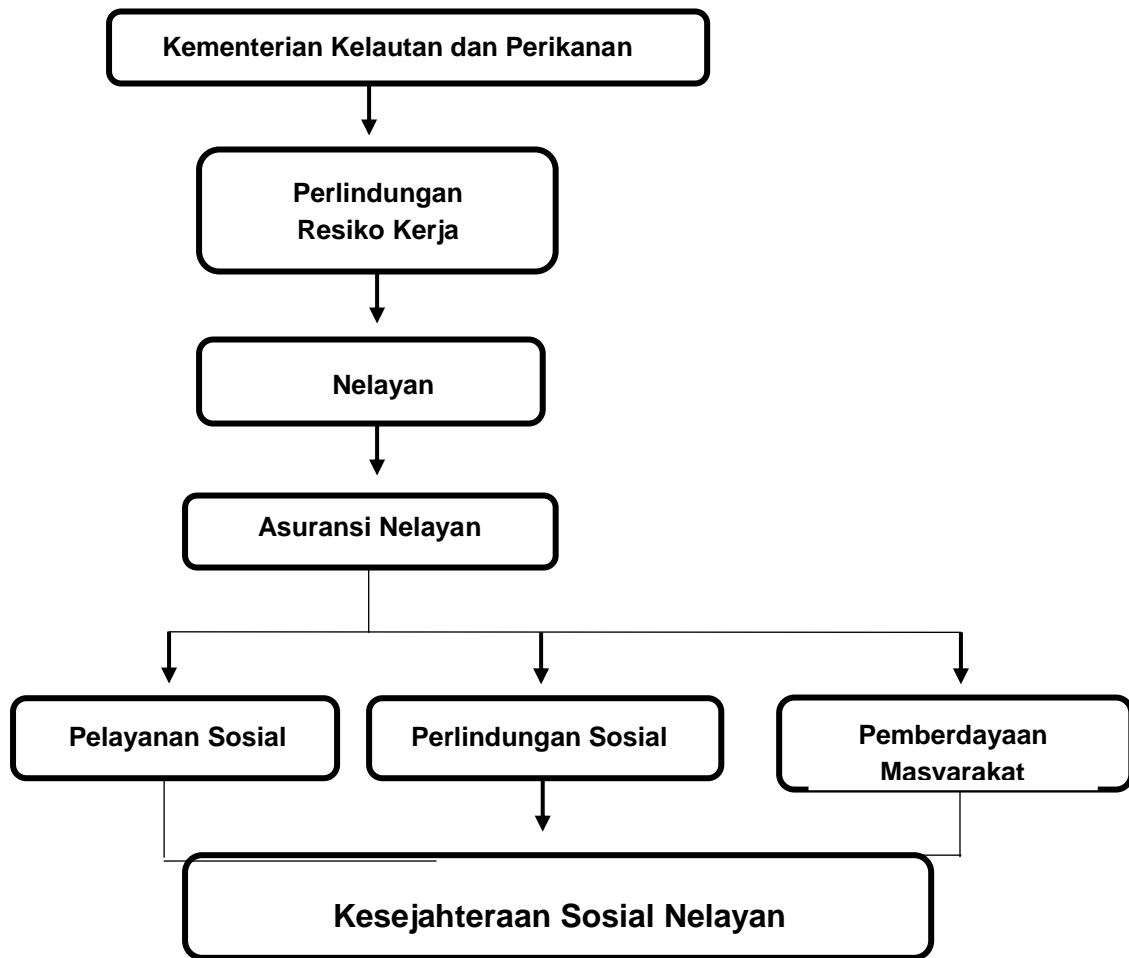 Kementerian Kelautan dan Perikanan
Perlindungan
Resiko Kerja
Nelayan
Asuransi Nelayan
Pelayanan Sosial
Perlindungan Sosial
Pemberdayaan
Masyarakat
Kesejahteraan Sosial Nelayan